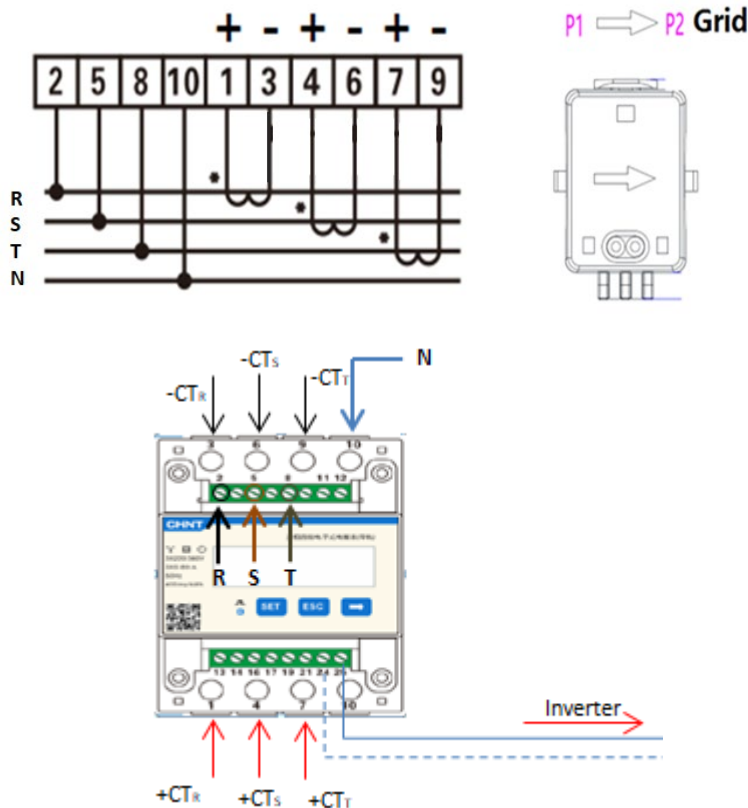 + - + - + -
P1 P2 Grid
2 5 8 10 1 3 4 6 7 9
R
S
T
N
-CTS
N
-CTR
-CTT
3 6 9 10
2 5 8 11 12
CHNT
R S T
SET ESC
13 14 16 17 19 21 24 25
1 4 7 10
Inverter
+CTR +CTS +CTT